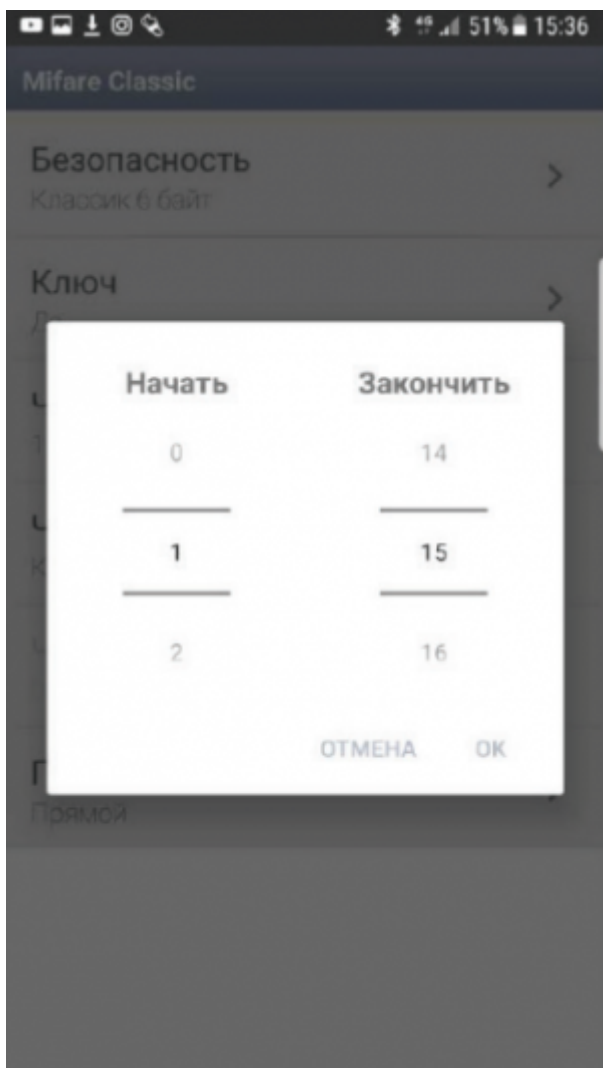 51% 15:36
Mifare Classic
Безопасность
Классик 6 байт
Ключ
Начать Закончить
0 14
1 15
2 16
ОТМЕНА OK
Прямой